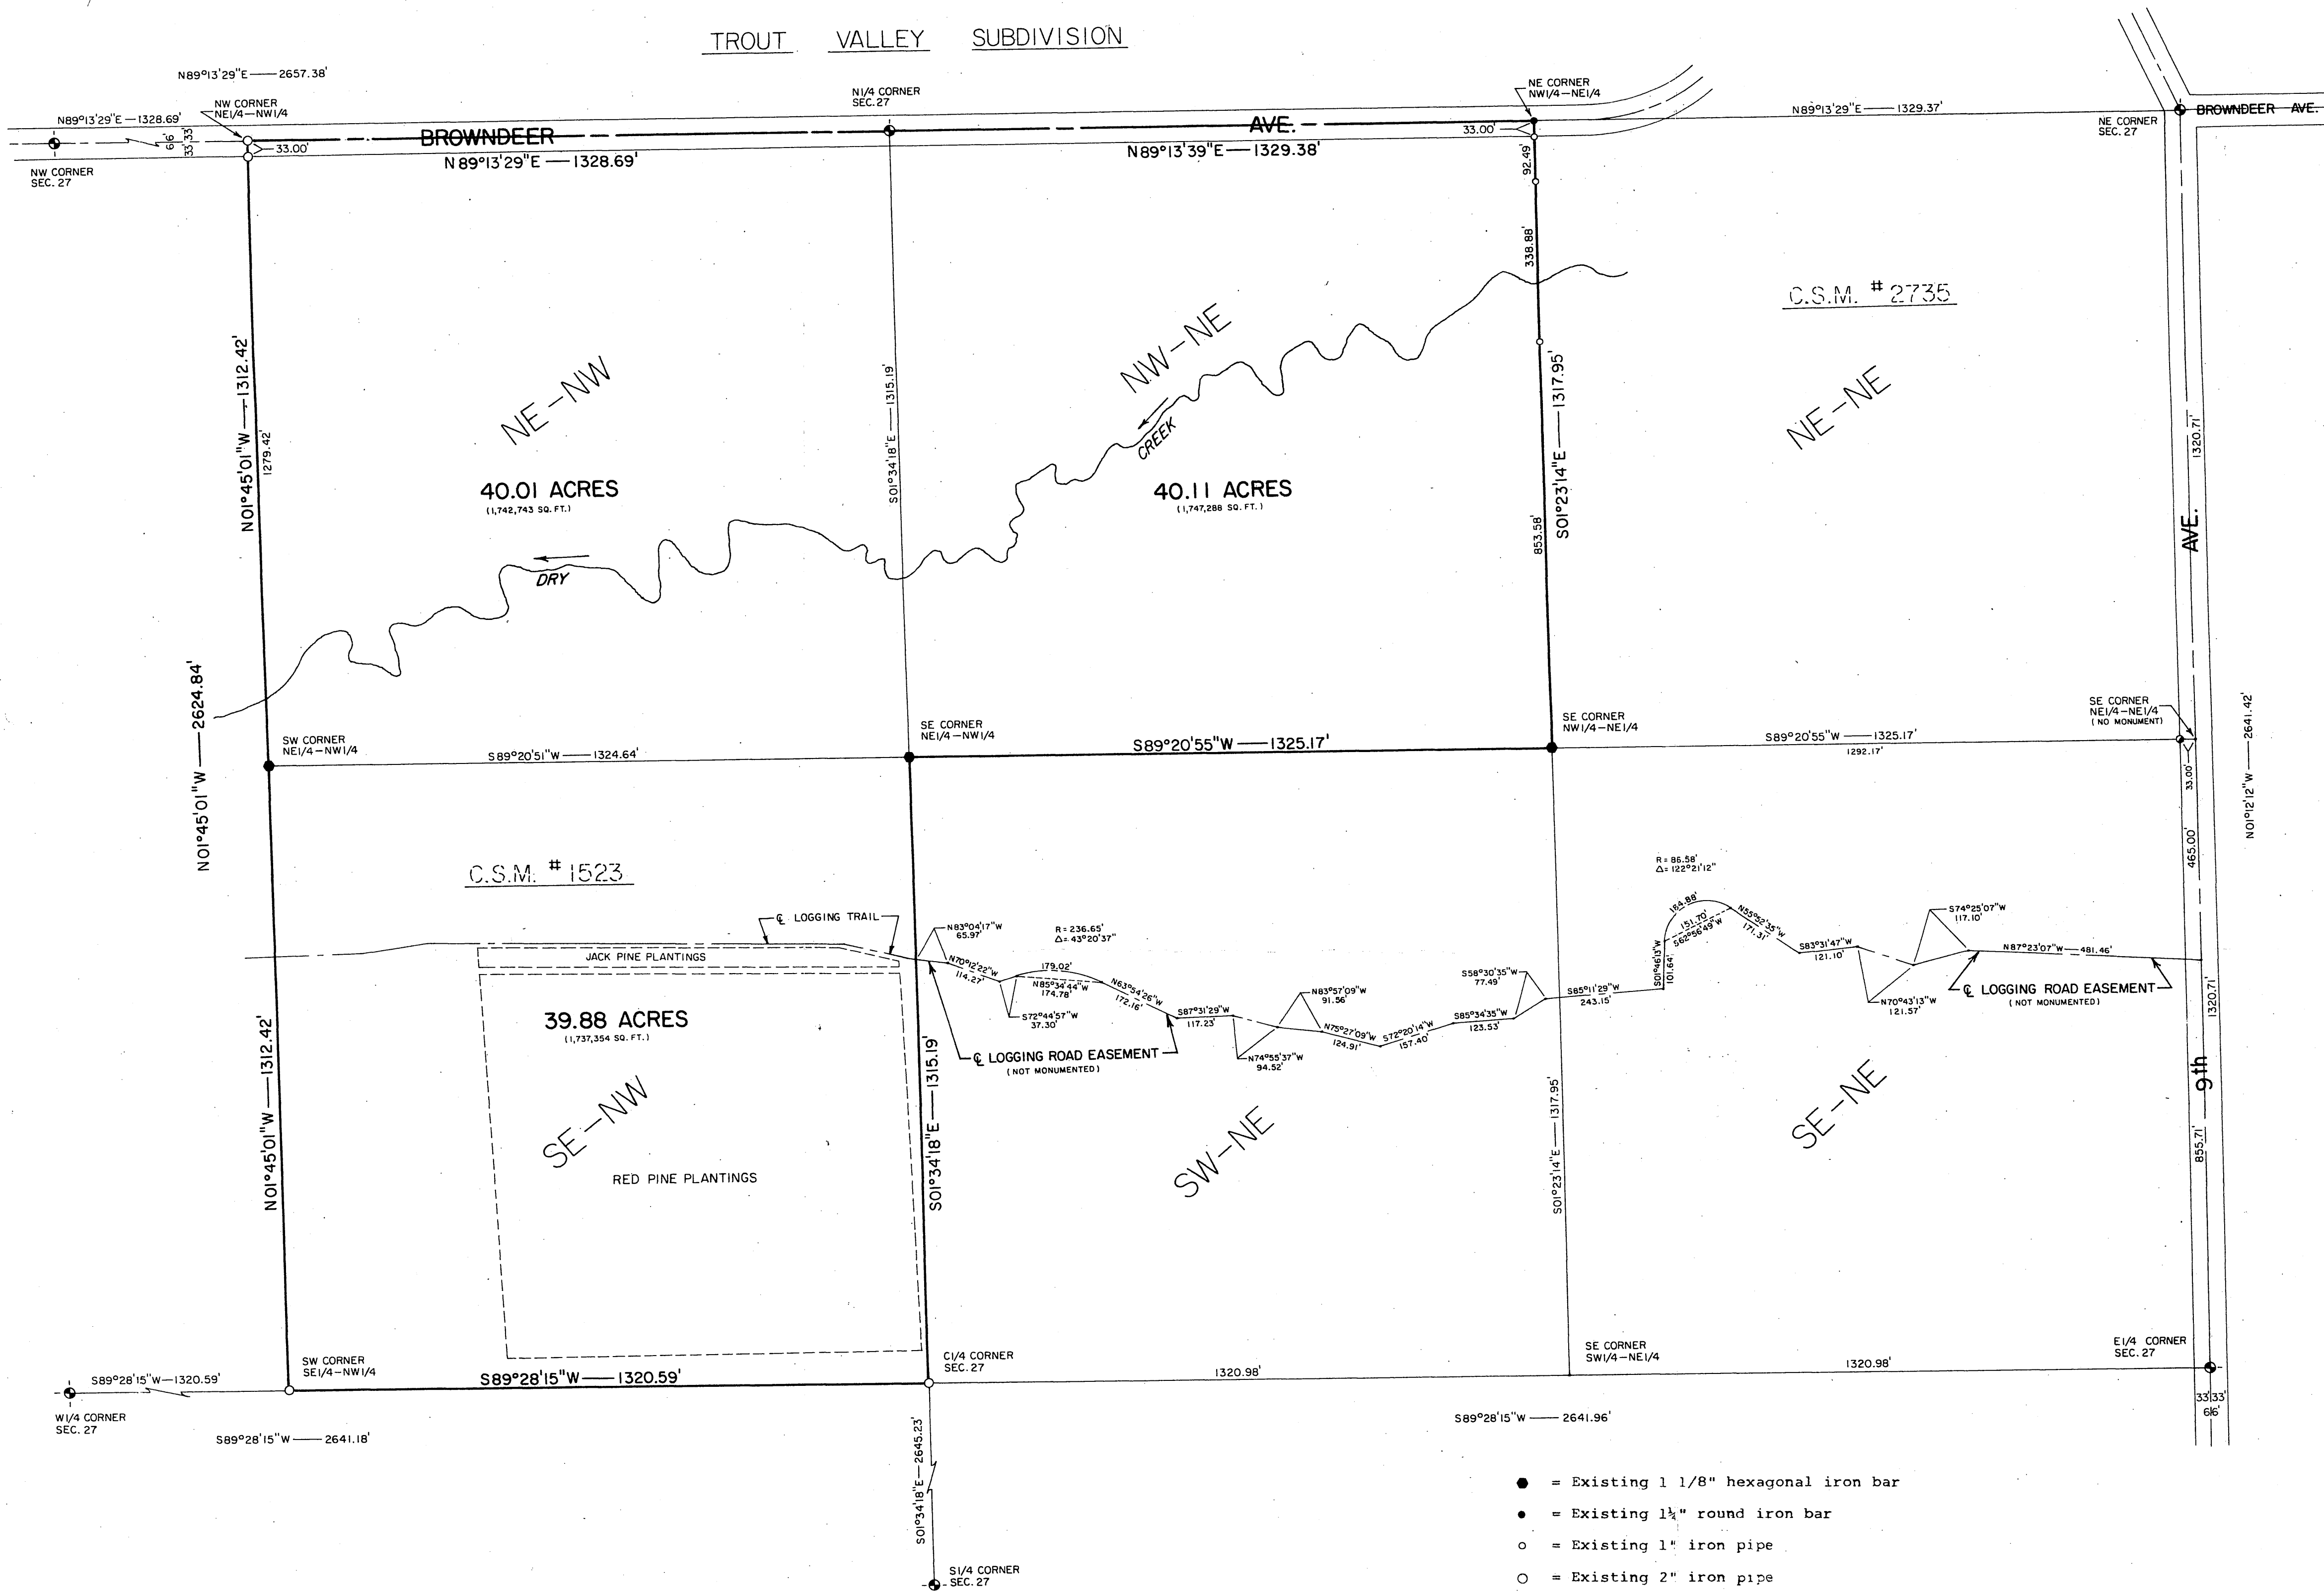 TROUT VALLEY SUBDIVISION
N89°13'29"E — 2657.38'
NW CORNER
NE1/4-NW1/4
N1/4 CORNER
SEC. 27
NE CORNER
NW1/4-NE1/4
N89°13'29"E — 1328.69'
66'
33' 33'
33.00'
BROWNDEER AVE.
33.00'
N89°13'29"E — 1329.37'
BROWNDEER AVE.
NE CORNER
SEC. 27
NW CORNER
SEC. 27
N89°13'29"E — 1328.69'
N89°13'39"E — 1329.38'
92.49'
338.88'
C.S.M. # 2735
N01°45'01"W — 1312.42'
1279.42'
NE-NW
S01°34'18"E — 1315.19'
NW-NE
CREEK
S01°23'14"E — 1317.95'
853.58'
NE-NE
1320.71'
AVE.
40.01 ACRES
(1,742,743 SQ. FT.)
40.11 ACRES
(1,747,288 SQ. FT.)
DRY
N01°45'01"W — 2624.84'
SW CORNER
NE1/4-NW1/4
SE CORNER
NE1/4-NW1/4
SE CORNER
NW1/4-NE1/4
SE CORNER
NE1/4-NE1/4
(NO MONUMENT)
N01°12'12"W — 2641.42'
S89°20'51"W — 1324.64'
S89°20'55"W — 1325.17'
S89°20'55"W — 1325.17'
1292.17'
33.00'
465.00'
C.S.M. # 1523
℄ LOGGING TRAIL
JACK PINE PLANTINGS
N83°04'17"W
65.97'
R = 236.65'
Δ = 43°20'37"
N70°12'22"W
114.27'
179.02'
N85°34'44"W
174.78'
S72°44'57"W
37.30'
N63°54'26"W
172.16'
S87°31'29"W
117.23'
N74°55'37"W
94.52'
N83°57'09"W
91.56'
N75°27'09"W
124.91'
S72°20'14"W
157.40'
S85°34'35"W
123.53'
S58°30'35"W
77.49'
S85°11'29"W
243.15'
R = 86.58'
Δ = 122°21'12"
S01°46'13"W
101.64'
164.88'
151.70'
S62°56'49"W
N55°52'35"W
171.31'
S83°31'47"W
121.10'
N70°43'13"W
121.57'
S74°25'07"W
117.10'
N87°23'07"W — 481.46'
℄ LOGGING ROAD EASEMENT
(NOT MONUMENTED)
℄ LOGGING ROAD EASEMENT
(NOT MONUMENTED)
39.88 ACRES
(1,737,354 SQ. FT.)
N01°45'01"W — 1312.42'
SE-NW
RED PINE PLANTINGS
S01°34'18"E — 1315.19'
SW-NE
S01°23'14"E — 1317.95'
SE-NE
1320.71'
9th
855.71'
SW CORNER
SE1/4-NW1/4
C1/4 CORNER
SEC. 27
SE CORNER
SW1/4-NE1/4
E1/4 CORNER
SEC. 27
S89°28'15"W — 1320.59'
S89°28'15"W — 1320.59'
1320.98'
1320.98'
33' 33'
66'
W1/4 CORNER
SEC. 27
S89°28'15"W — 2641.18'
S89°28'15"W — 2641.96'
S01°34'18"E — 2645.23'
S1/4 CORNER
SEC. 27
= Existing 1 1/8" hexagonal iron bar
= Existing 1¼" round iron bar
= Existing 1" iron pipe
= Existing 2" iron pipe